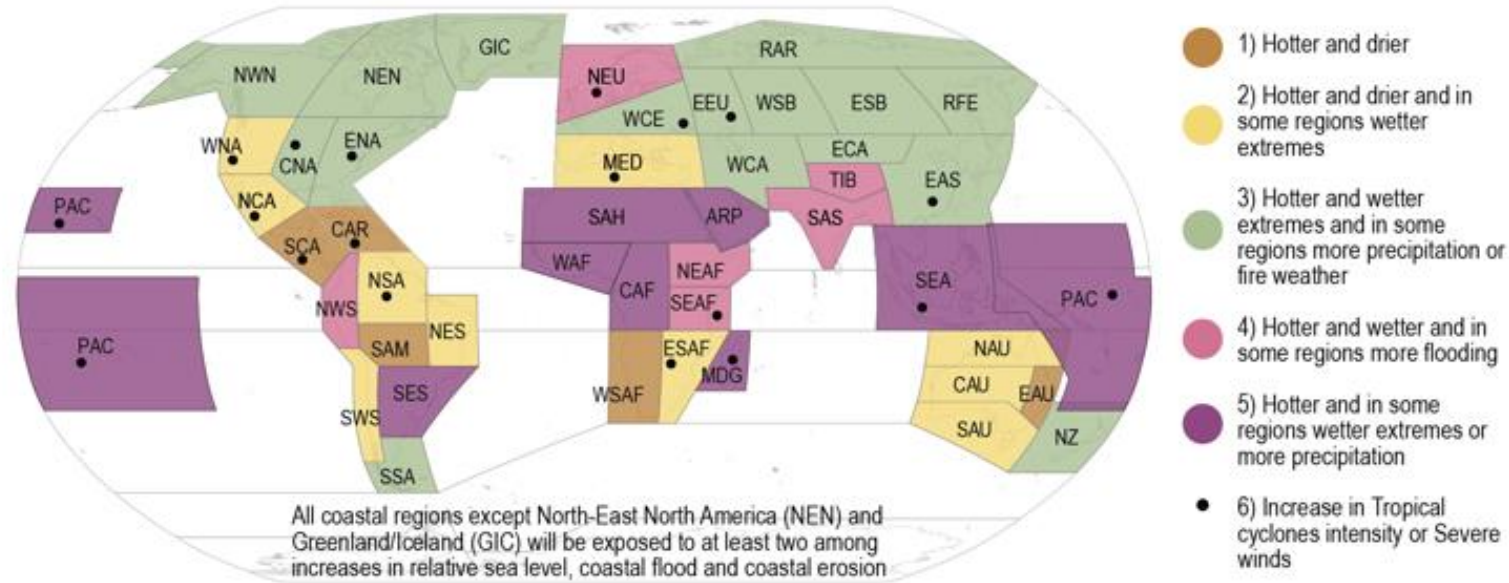 GIC
RAR
NWN
NEN
NEU
EEU
WSB
ESB
RFE
WCE
WNA
CNA
ENA
MED
WCA
ECA
TIB
EAS
NCA
PAC
SAH
ARP
SAS
CAR
SCA
WAF
NEAF
NSA
CAF
SEA
PAC
NWS
SEAF
NES
PAC
SAM
ESAF
NAU
MDG
SES
WSAF
CAU
EAU
SWS
SAU
NZ
SSA
All coastal regions except North-East North America (NEN) and
Greenland/Iceland (GIC) will be exposed to at least two among
increases in relative sea level, coastal flood and coastal erosion
1) Hotter and drier
2) Hotter and drier and in
some regions wetter
extremes
3) Hotter and wetter
extremes and in some
regions more precipitation or
fire weather
4) Hotter and wetter and in
some regions more flooding
5) Hotter and in some
regions wetter extremes or
more precipitation
6) Increase in Tropical
cyclones intensity or Severe
winds